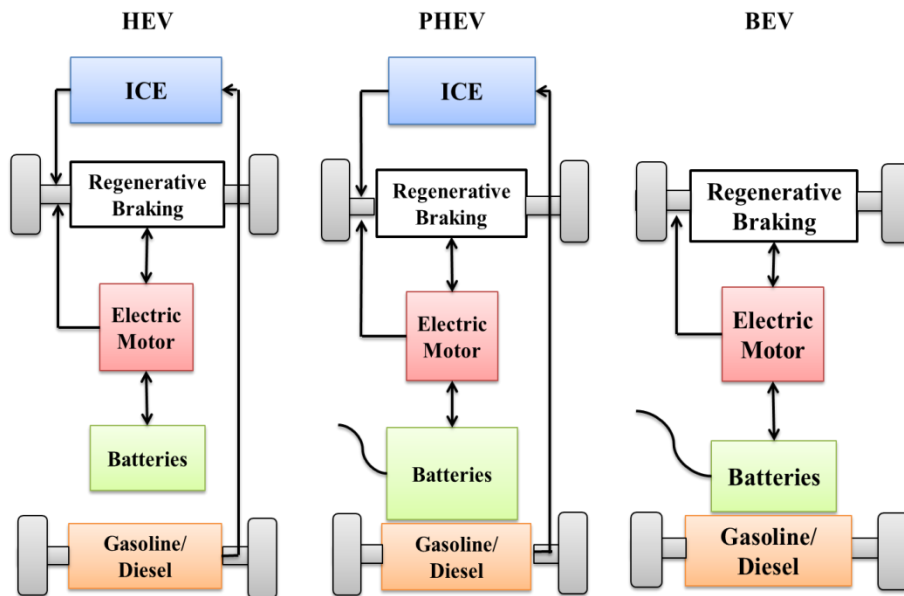 HEV
PHEV
BEV
ICE
ICE
Regenerative
Braking
Regenerative
Braking
Regenerative
Braking
Electric
Motor
Electric
Motor
Electric
Motor
Batteries
Batteries
Batteries
Gasoline/
Diesel
Gasoline/
Diesel
Gasoline/
Diesel